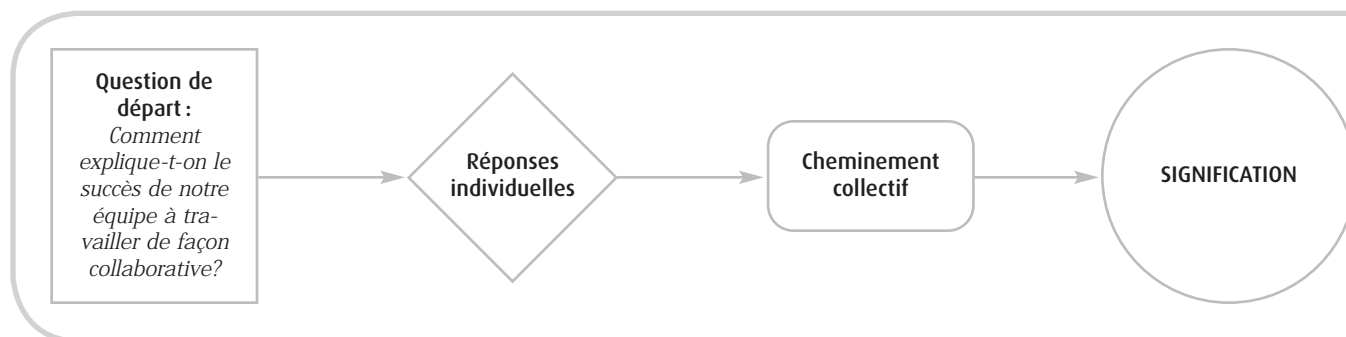 Question de
départ :
Comment
explique-t-on le
succès de notre
équipe à tra-
vailler de façon
collaborative?
Réponses
individuelles
Cheminement
collectif
SIGNIFICATION